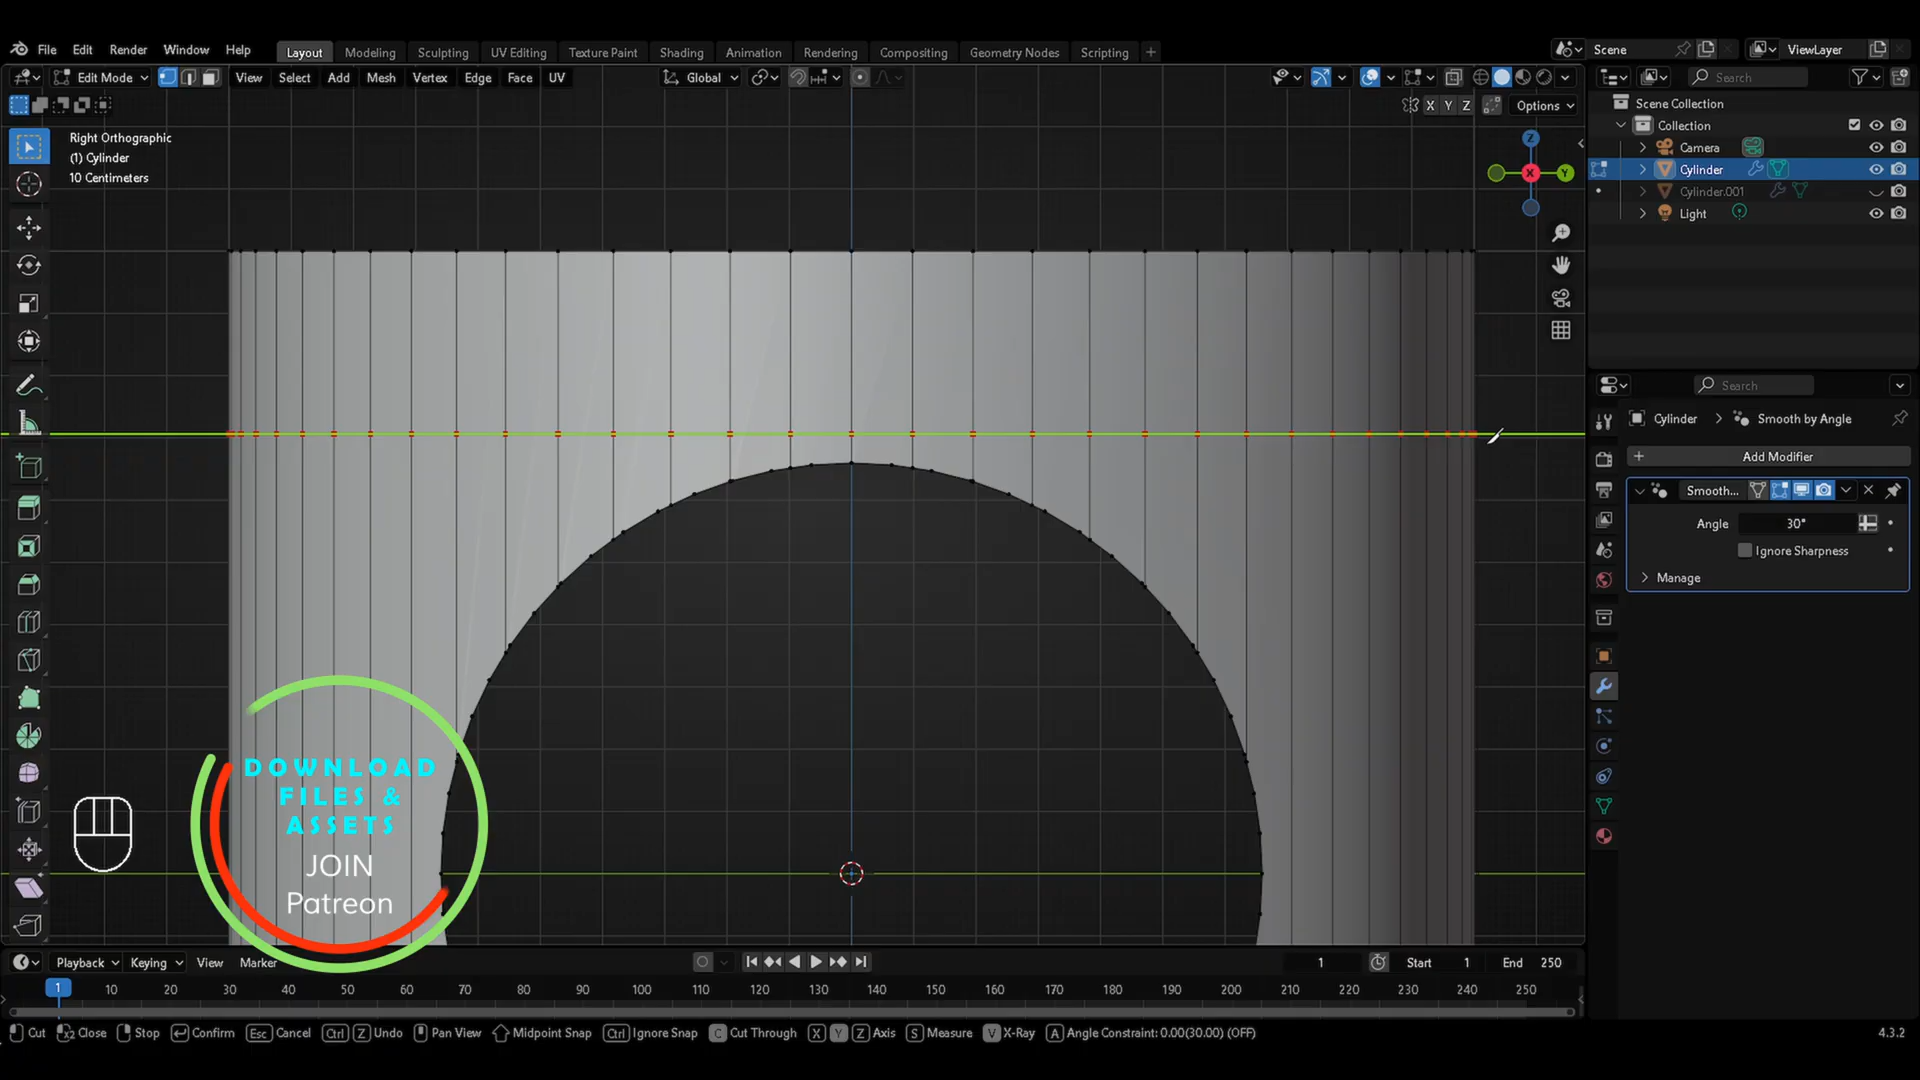 File Edit Render Window Help Layout Modeling Sculpting UV Editing Texture Paint Shading Animation Rendering Compositing Geometry Nodes Scripting + Scene ViewLayer
Edit Mode View Select Add Mesh Vertex Edge Face UV Global Search
X Y Z Options
Right Orthographic
(1) Cylinder
10 Centimeters
Z
X
Y
Scene Collection
Collection
Camera
Cylinder
Cylinder.001
Light
Search
Cylinder > Smooth by Angle
+ Add Modifier
Smooth...
Angle 30°
Ignore Sharpness
Manage
DOWNLOAD
FILES &
ASSETS
JOIN
Patreon
Playback Keying View Marker 1 Start 1 End 250
1 10 20 30 40 50 60 70 80 90 100 110 120 130 140 150 160 170 180 190 200 210 220 230 240 250
Cut Close Stop Confirm Esc Cancel Ctrl Z Undo Pan View Midpoint Snap Ctrl Ignore Snap C Cut Through X Y Z Axis S Measure V X-Ray A Angle Constraint: 0.00(30.00) (OFF) 4.3.2